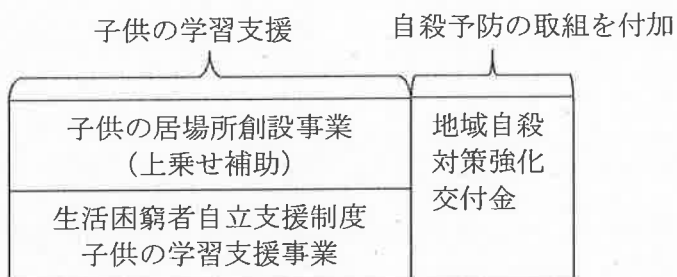 子供の学習支援
自殺予防の取組を付加
子供の居場所創設事業
(上乗せ補助)
生活困窮者自立支援制度
子供の学習支援事業
地域自殺
対策強化
交付金